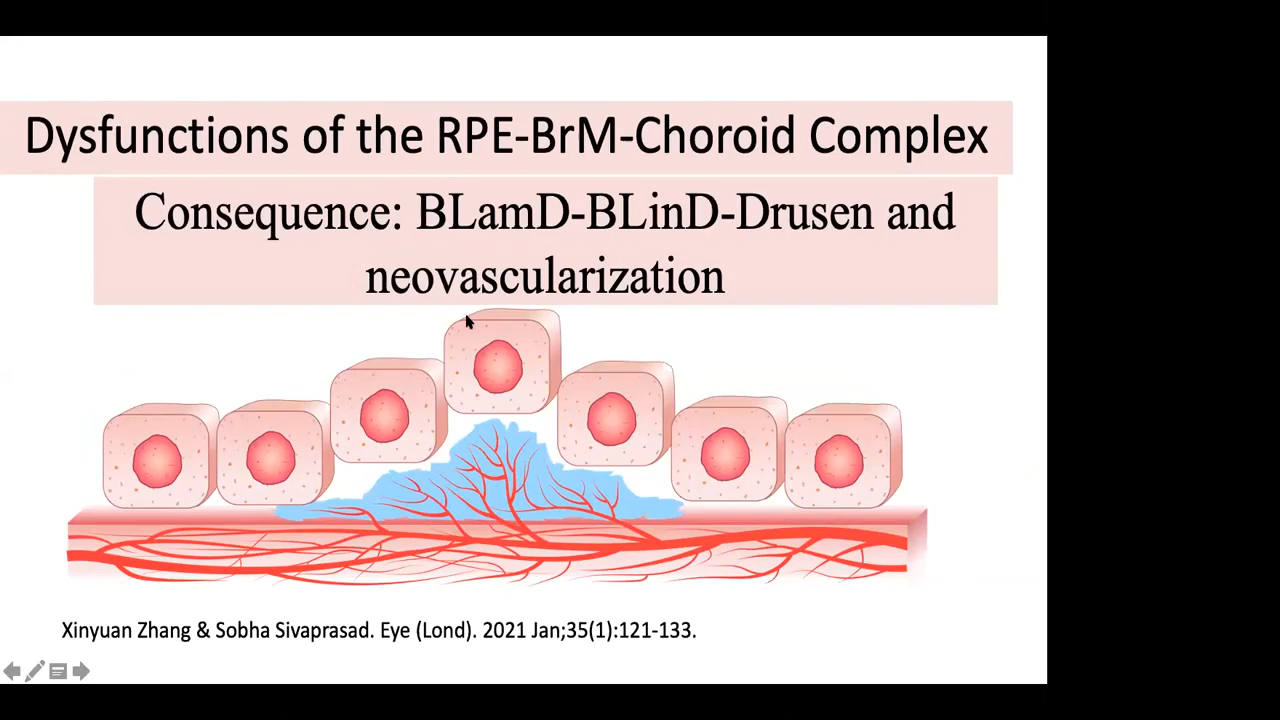 Dysfunctions of the RPE-BrM-Choroid Complex
Consequence: BLamD-BLinD-Drusen and
neovascularization
Xinyuan Zhang & Sobha Sivaprasad. Eye (Lond). 2021 Jan;35(1):121-133.